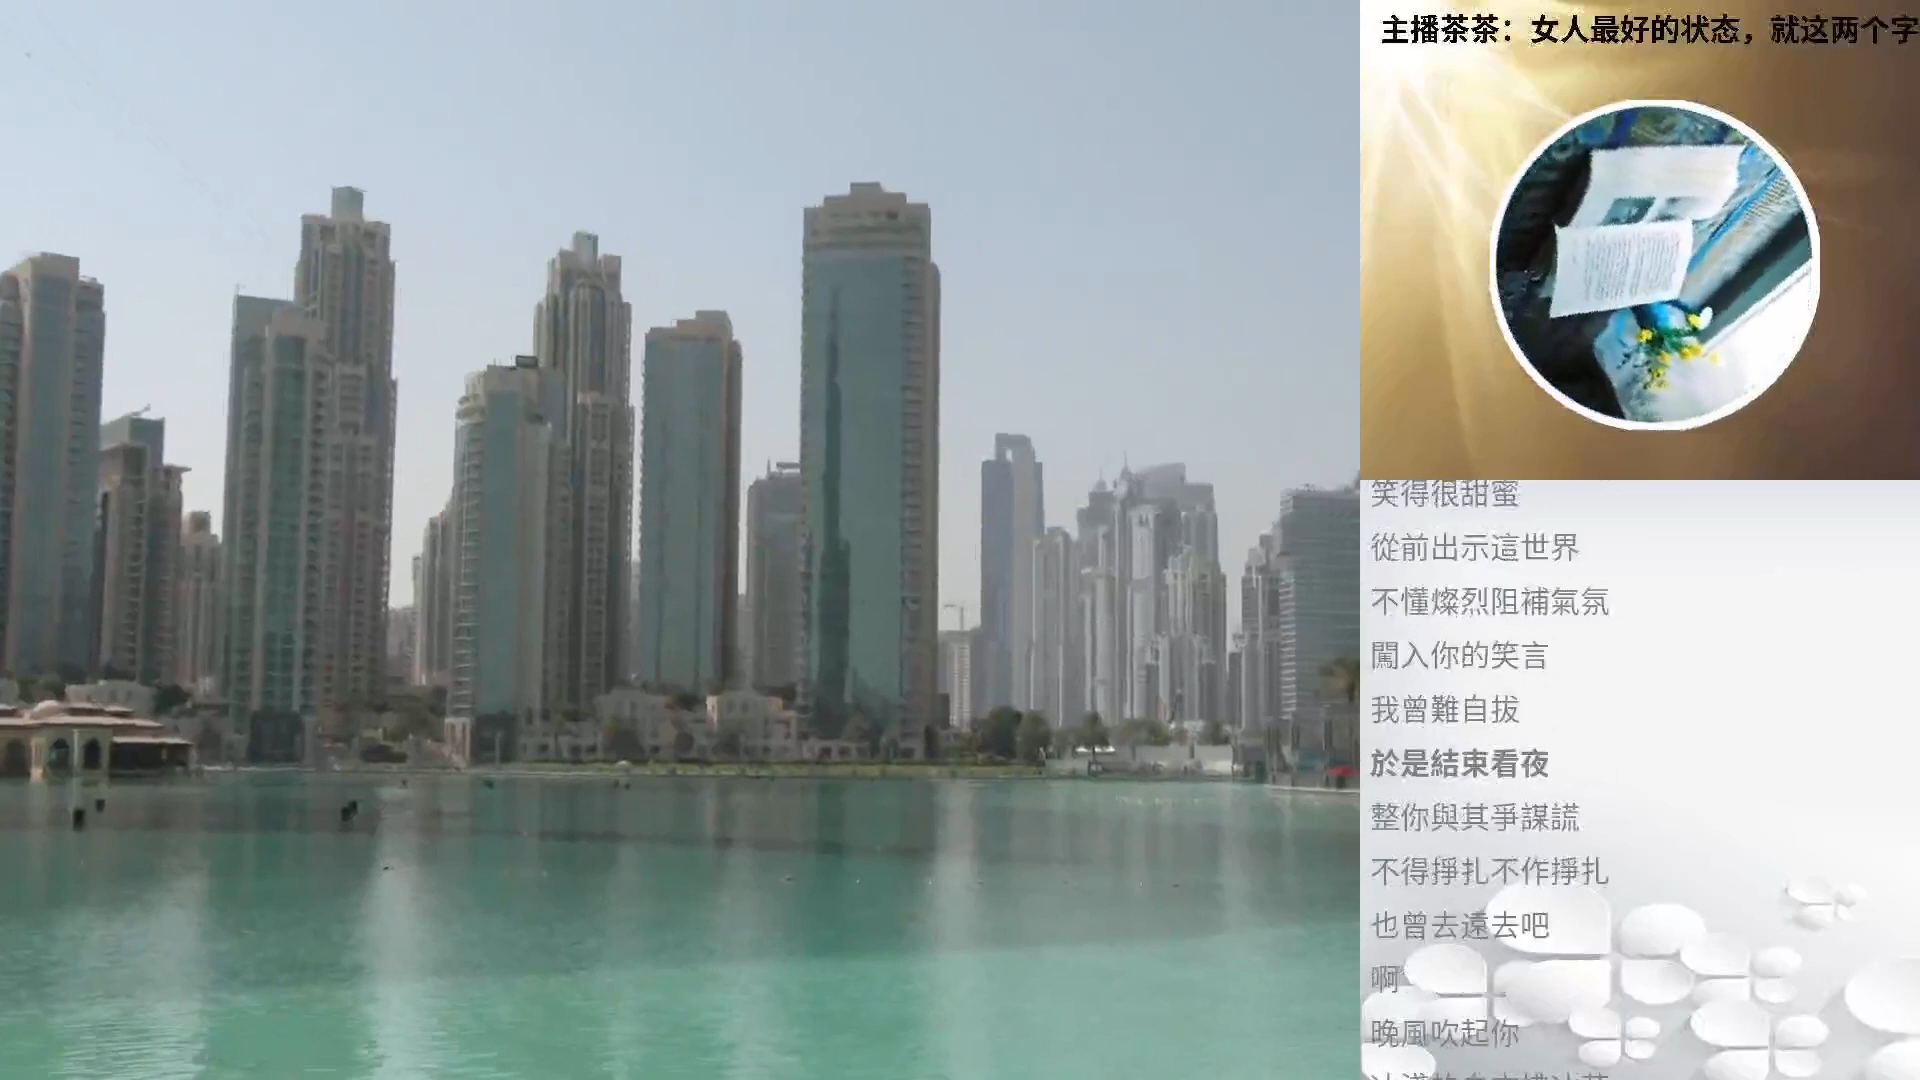 主播茶茶：女人最好的状态，就这两个字
笑得很甜蜜
從前出示這世界
不懂燦烈阻補氣氛
闖入你的笑言
我曾難自拔
於是結束看夜
整你與其爭謀謊
不得掙扎不作掙扎
也曾去遠去吧
啊
晚風吹起你